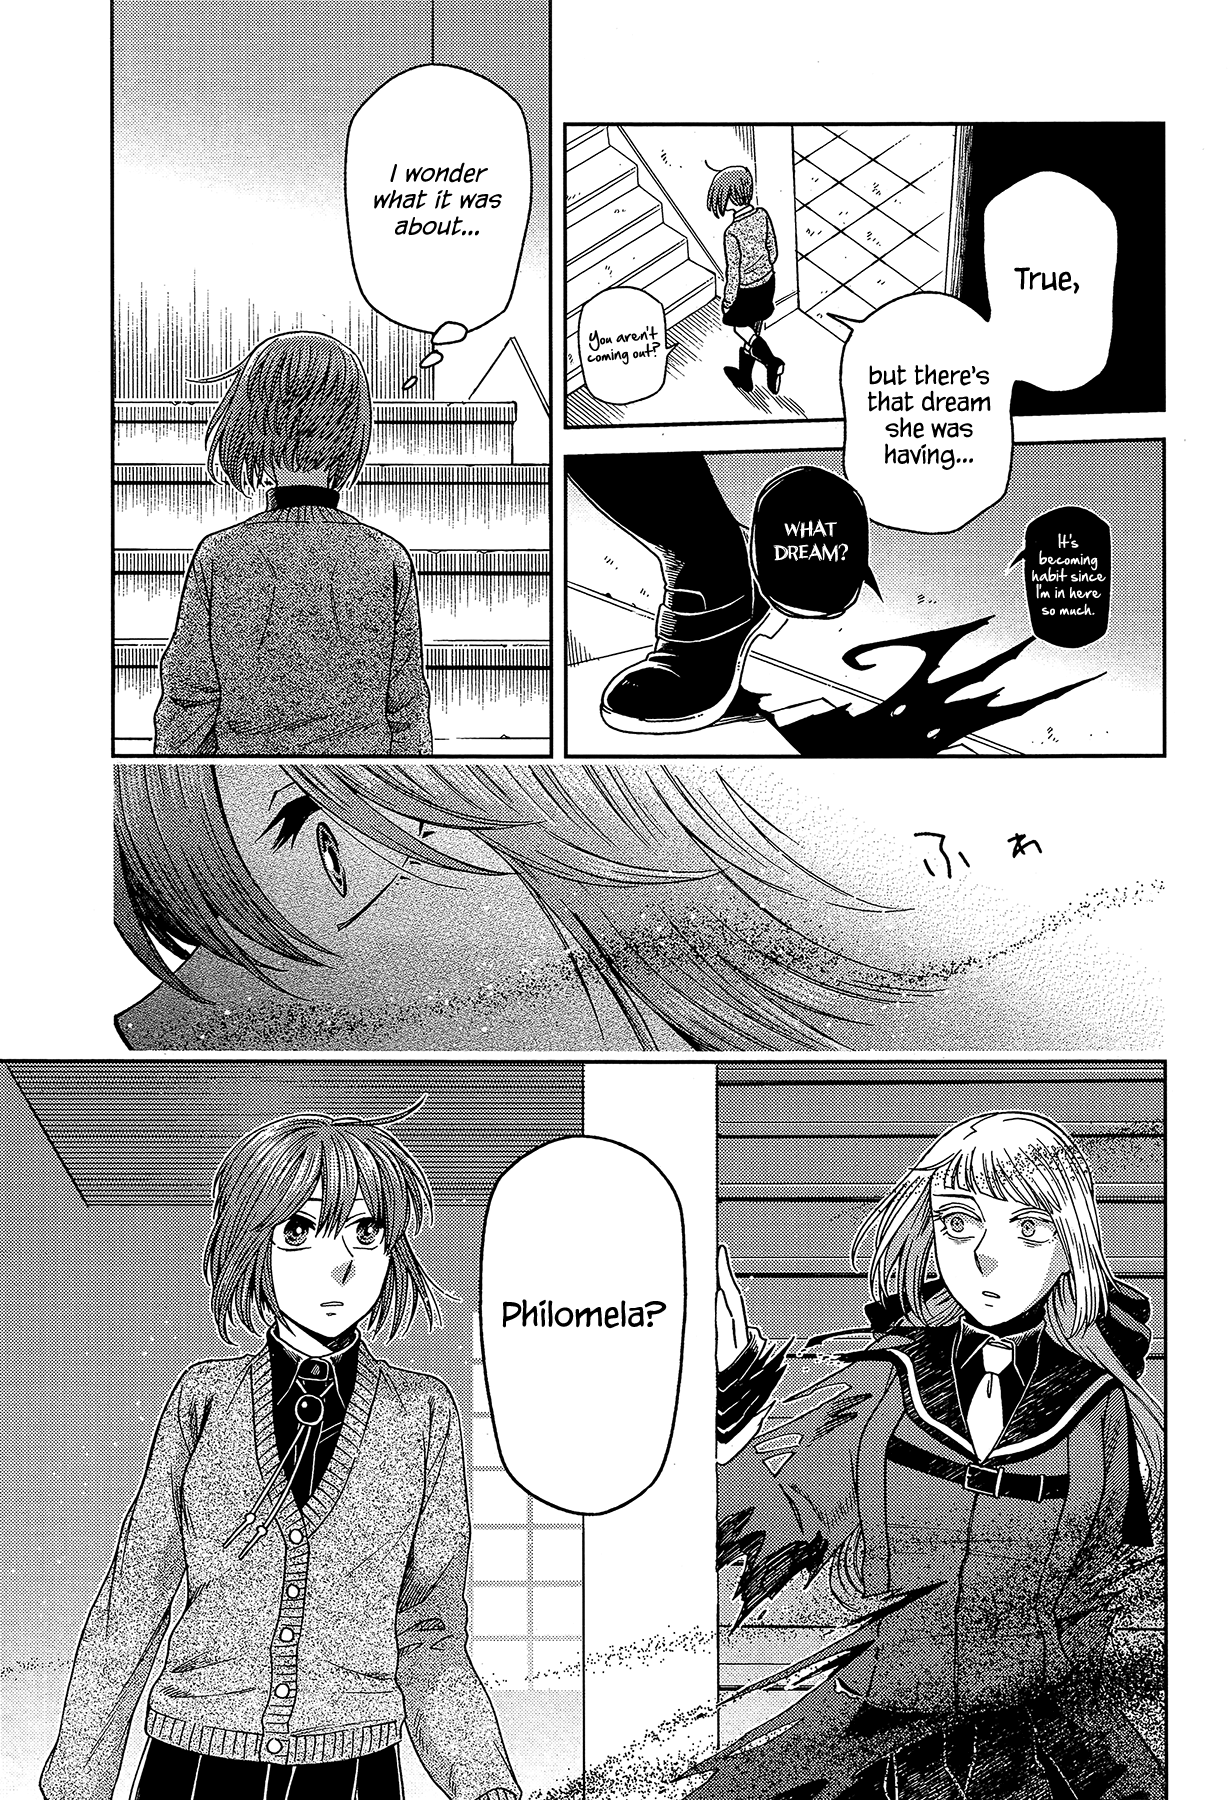 True,
but there's
that dream
she was
having...
You aren't
coming out?
WHAT
DREAM?
It's
becoming
habit since
I'm in here
so much.
I wonder
what it was
about...
ふぁ
Philomela?